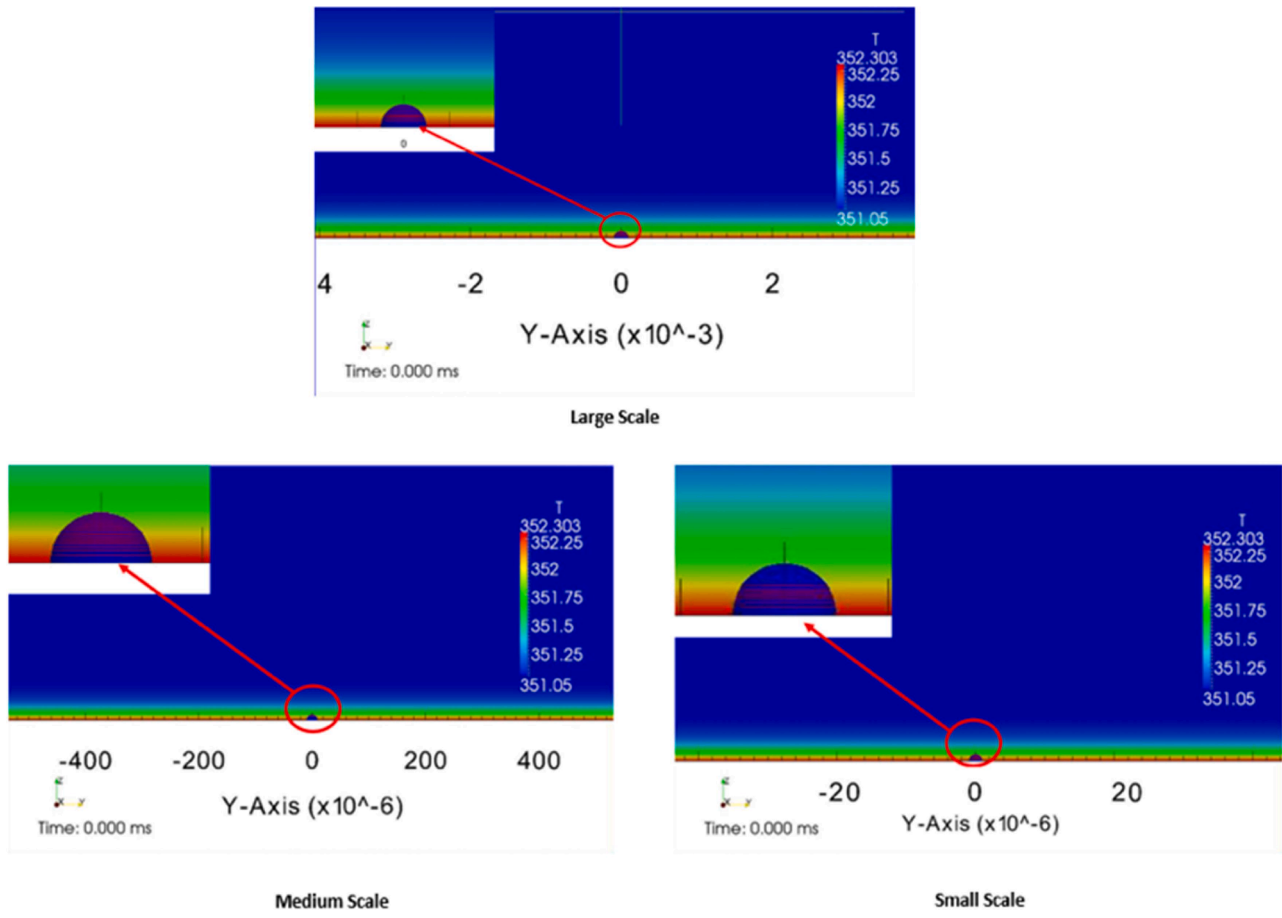 T
352.303
352.25
352
351.75
351.5
351.25
351.05
0
4 -2 0 2
Y-Axis (x10^-3)
Z
X Y
Time: 0.000 ms
Large Scale
T
352.303
352.25
352
351.75
351.5
351.25
351.05
-400 -200 0 200 400
Z
X Y
Y-Axis (x10^-6)
Time: 0.000 ms
Medium Scale
T
352.303
352.25
352
351.75
351.5
351.25
351.05
-20 0 20
Z
X Y
Y-Axis (x10^-6)
Time: 0.000 ms
Small Scale